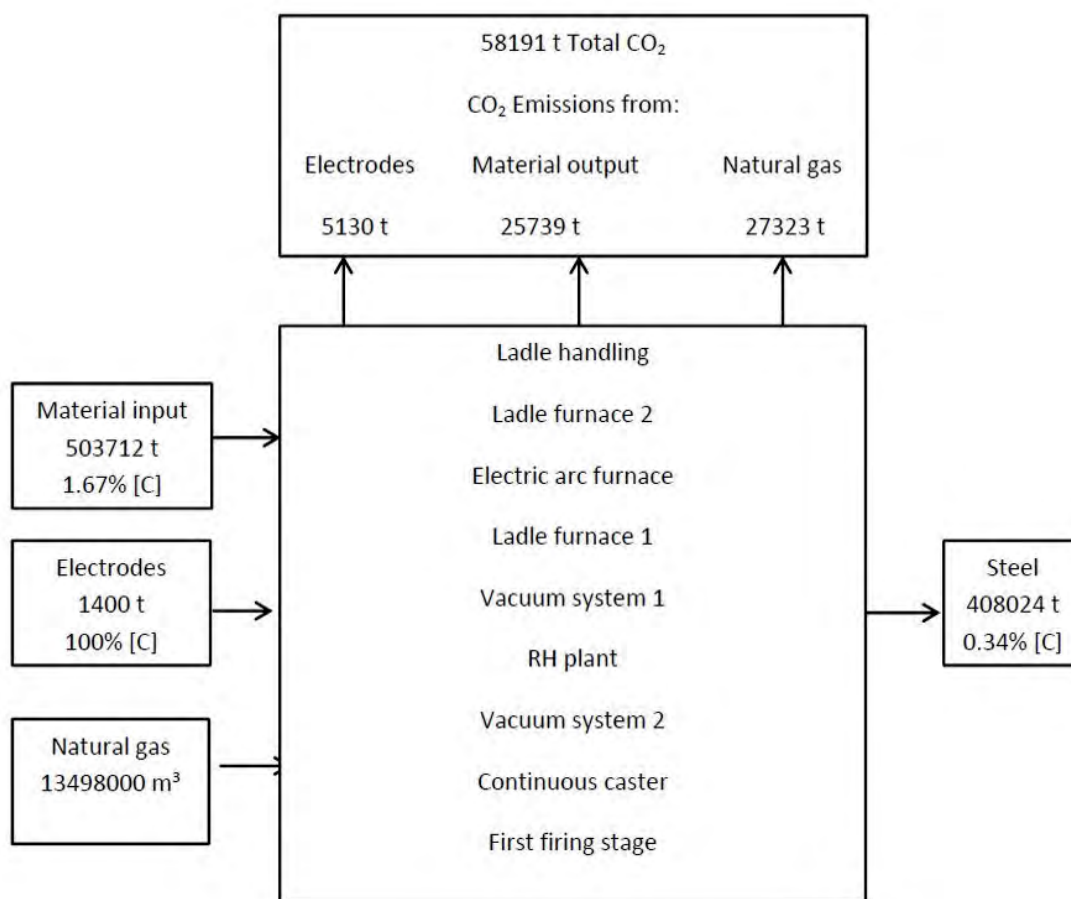 58191 t Total CO₂
CO₂ Emissions from:
Electrodes Material output Natural gas
5130 t 25739 t 27323 t
Material input
503712 t
1.67% [C]
Electrodes
1400 t
100% [C]
Natural gas
13498000 m³
Ladle handling
Ladle furnace 2
Electric arc furnace
Ladle furnace 1
Vacuum system 1
RH plant
Vacuum system 2
Continuous caster
First firing stage
Steel
408024 t
0.34% [C]